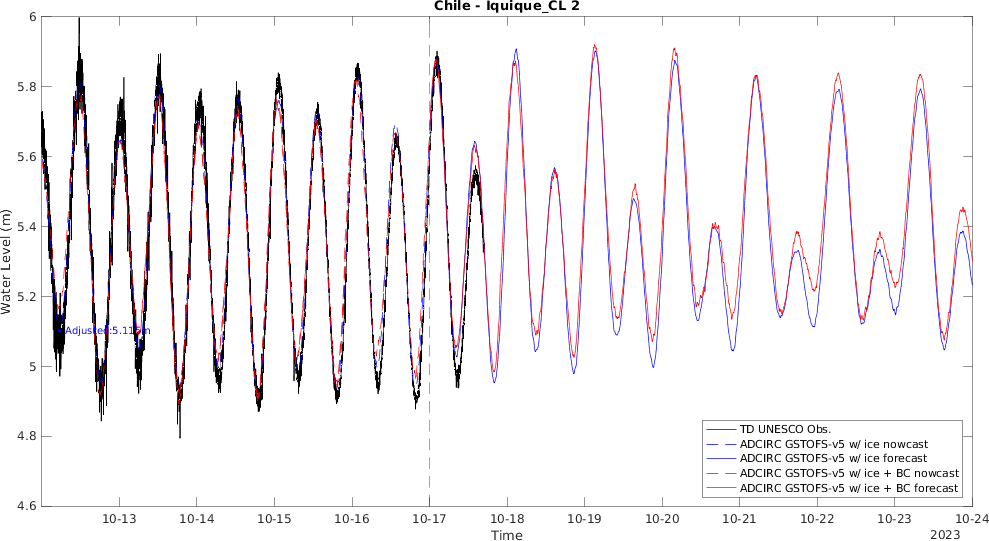 Chile - Iquique_CL 2
6
5.8
5.6
5.4
5.2
5
4.8
4.6
Water Level (m)
TD UNESCO Obs.
ADCIRC GSTOFS-v5 w/ ice nowcast
ADCIRC GSTOFS-v5 w/ ice forecast
ADCIRC GSTOFS-v5 w/ ice + BC nowcast
ADCIRC GSTOFS-v5 w/ ice + BC forecast
10-13 10-14 10-15 10-16 10-17 10-18 10-19 10-20 10-21 10-22 10-23 10-24
Time
2023